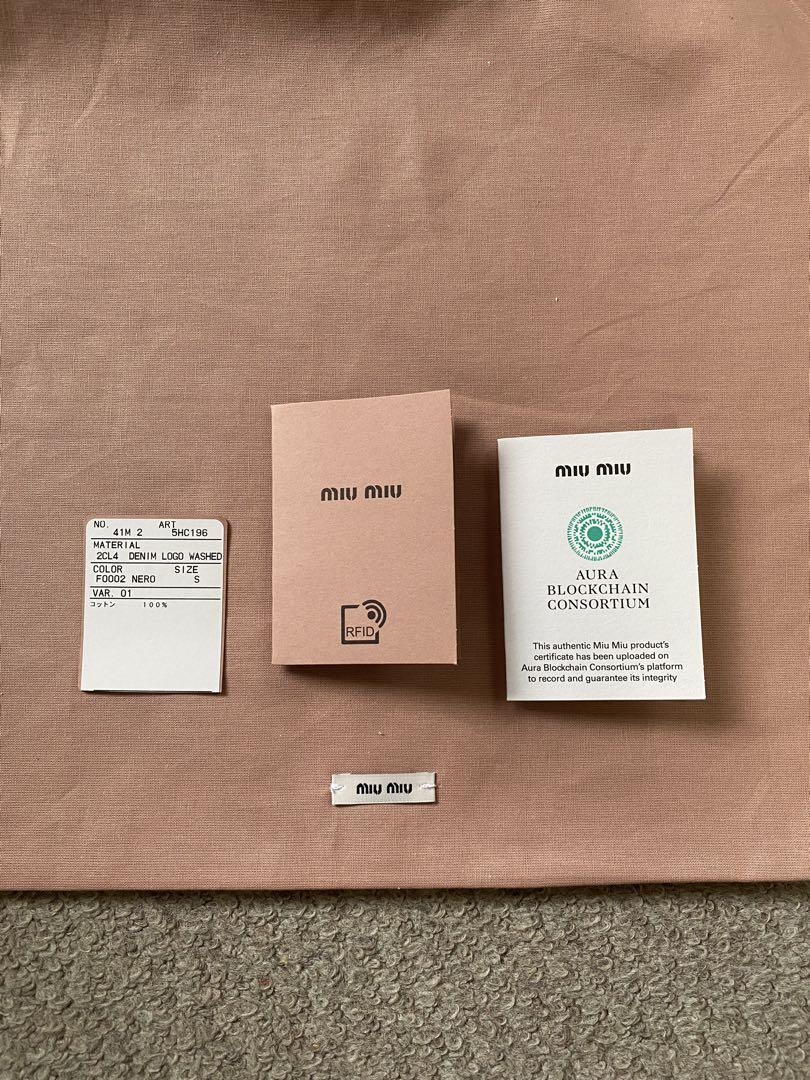 NO. ART
41M 2 5HC196
MATERIAL
2CL4 DENIM LOGO WASHED
COLOR SIZE
F0002 NERO S
VAR. 01
コットン 100%
miu miu
RFID
miu miu
AURA
BLOCKCHAIN
CONSORTIUM
This authentic Miu Miu product's
certificate has been uploaded on
Aura Blockchain Consortium's platform
to record and guarantee its integrity
miu miu